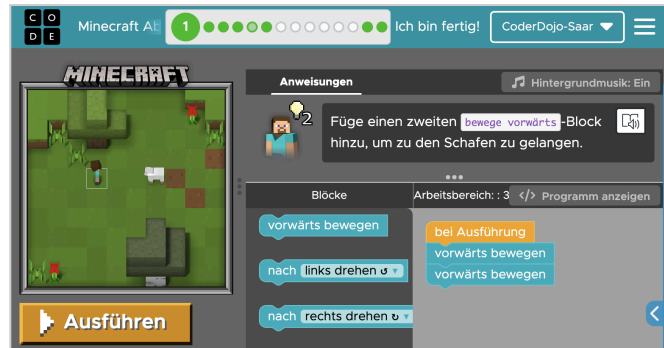 C O
D E
Minecraft Ab
1
Ich bin fertig!
CoderDojo-Saar
MINECRAFT
Anweisungen
Hintergrundmusik: Ein
2
Füge einen zweiten bewege vorwärts-Block
hinzu, um zu den Schafen zu gelangen.
Blöcke
Arbeitsbereich: : 3
</> Programm anzeigen
vorwärts bewegen
nach links drehen ↺
nach rechts drehen ↻
bei Ausführung
vorwärts bewegen
vorwärts bewegen
Ausführen